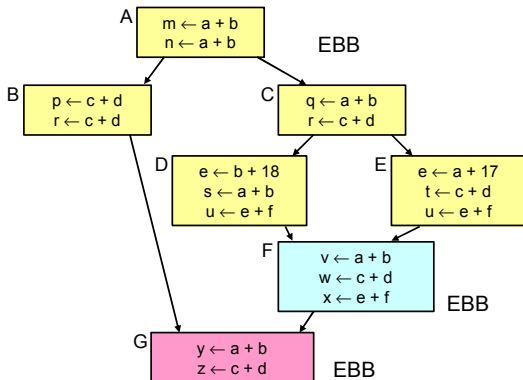 A
m ← a + b
n ← a + b
EBB
B
p ← c + d
r ← c + d
C
q ← a + b
r ← c + d
D
e ← b + 18
s ← a + b
u ← e + f
E
e ← a + 17
t ← c + d
u ← e + f
F
v ← a + b
w ← c + d
x ← e + f
EBB
G
y ← a + b
z ← c + d
EBB